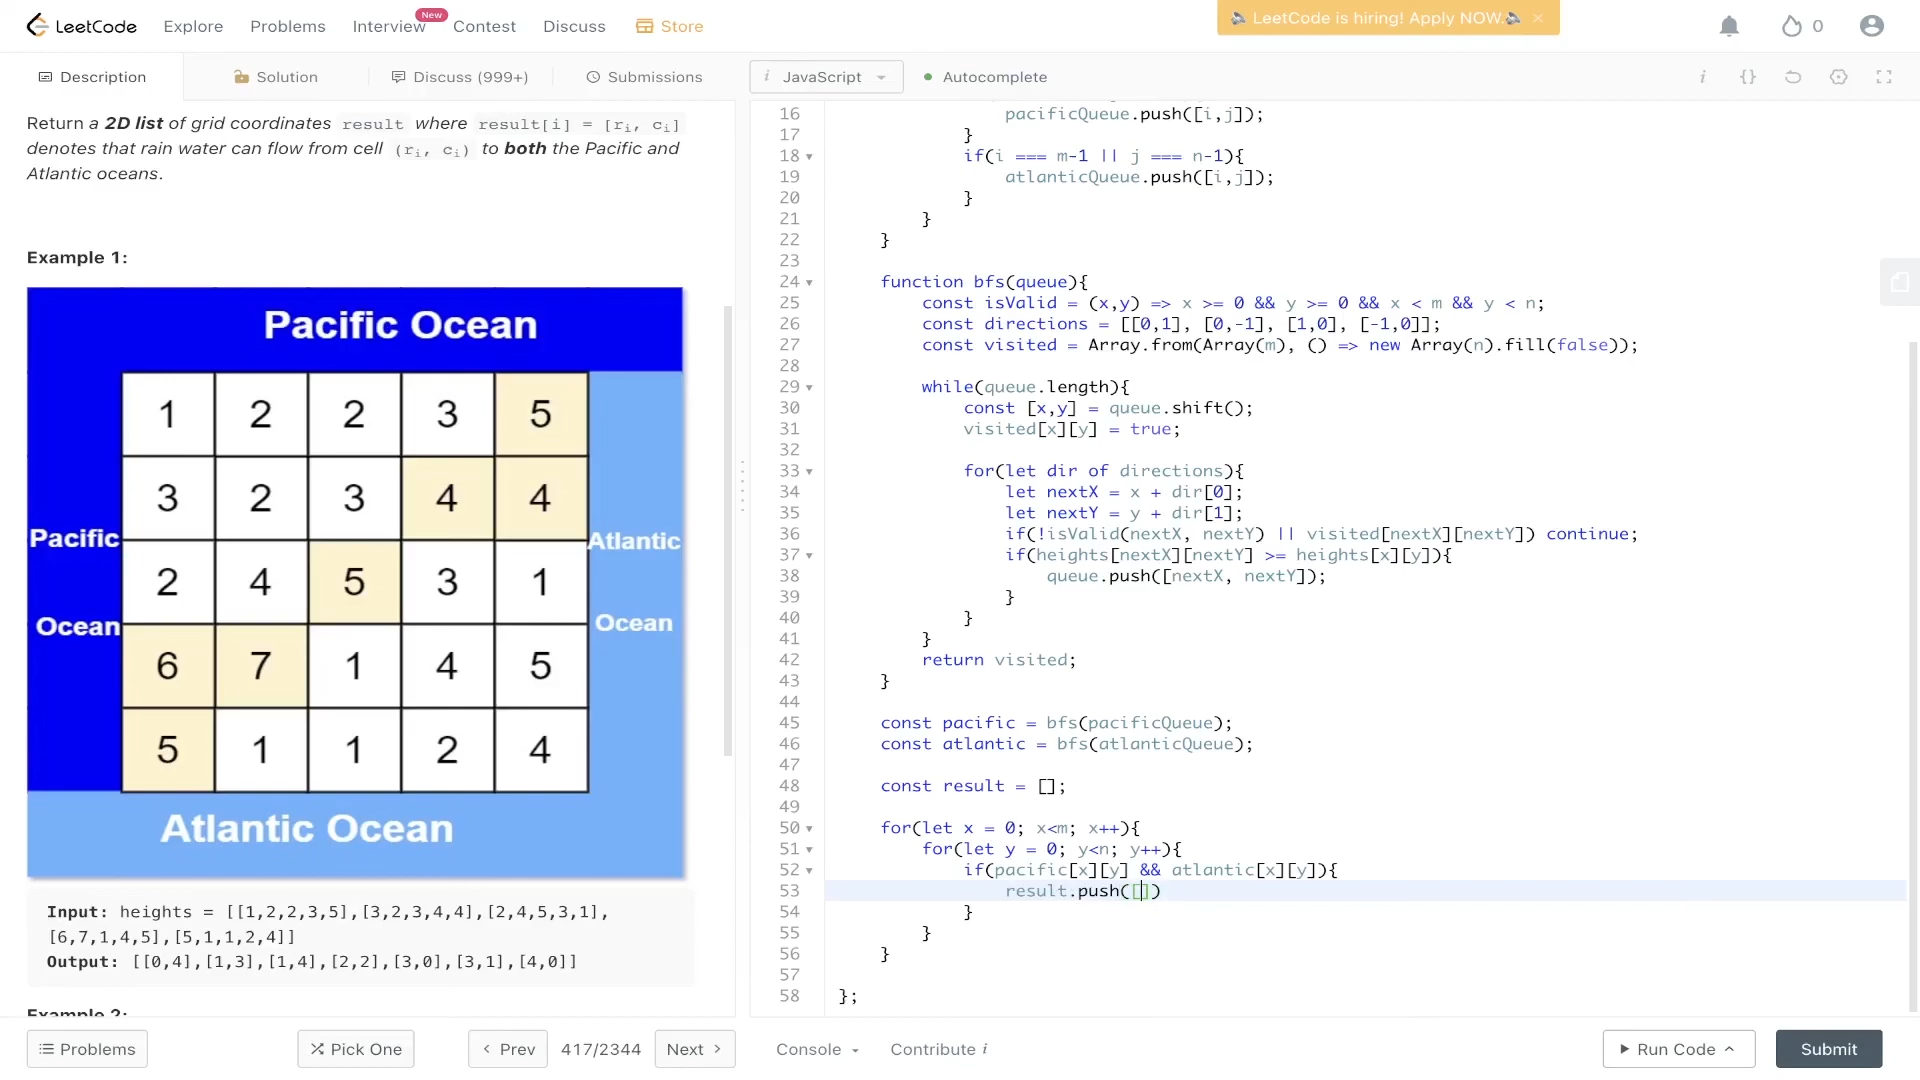 LeetCode Explore Problems Interview New Contest Discuss Store LeetCode is hiring! Apply NOW. × 0
Description Solution Discuss (999+) Submissions i JavaScript Autocomplete i {}
Return a 2D list of grid coordinates result where result[i] = [ri, ci]
denotes that rain water can flow from cell (ri, ci) to both the Pacific and
Atlantic oceans.
Example 1:
Pacific Ocean
1 2 2 3 5
3 2 3 4 4
Pacific
Atlantic
2 4 5 3 1
Ocean
Ocean
6 7 1 4 5
5 1 1 2 4
Atlantic Ocean
Input: heights = [[1,2,2,3,5],[3,2,3,4,4],[2,4,5,3,1],
[6,7,1,4,5],[5,1,1,2,4]]
Output: [[0,4],[1,3],[1,4],[2,2],[3,0],[3,1],[4,0]]
Example 2:
16 pacificQueue.push([i,j]);
17 }
18 if(i === m-1 || j === n-1){
19 atlanticQueue.push([i,j]);
20 }
21 }
22 }
23
24 function bfs(queue){
25 const isValid = (x,y) => x >= 0 && y >= 0 && x < m && y < n;
26 const directions = [[0,1], [0,-1], [1,0], [-1,0]];
27 const visited = Array.from(Array(m), () => new Array(n).fill(false));
28
29 while(queue.length){
30 const [x,y] = queue.shift();
31 visited[x][y] = true;
32
33 for(let dir of directions){
34 let nextX = x + dir[0];
35 let nextY = y + dir[1];
36 if(!isValid(nextX, nextY) || visited[nextX][nextY]) continue;
37 if(heights[nextX][nextY] >= heights[x][y]){
38 queue.push([nextX, nextY]);
39 }
40 }
41 }
42 return visited;
43 }
44
45 const pacific = bfs(pacificQueue);
46 const atlantic = bfs(atlanticQueue);
47
48 const result = [];
49
50 for(let x = 0; x<m; x++){
51 for(let y = 0; y<n; y++){
52 if(pacific[x][y] && atlantic[x][y]){
53 result.push([])
54 }
55 }
56 }
57
58 };
Problems Pick One < Prev 417/2344 Next > Console Contribute i Run Code Submit